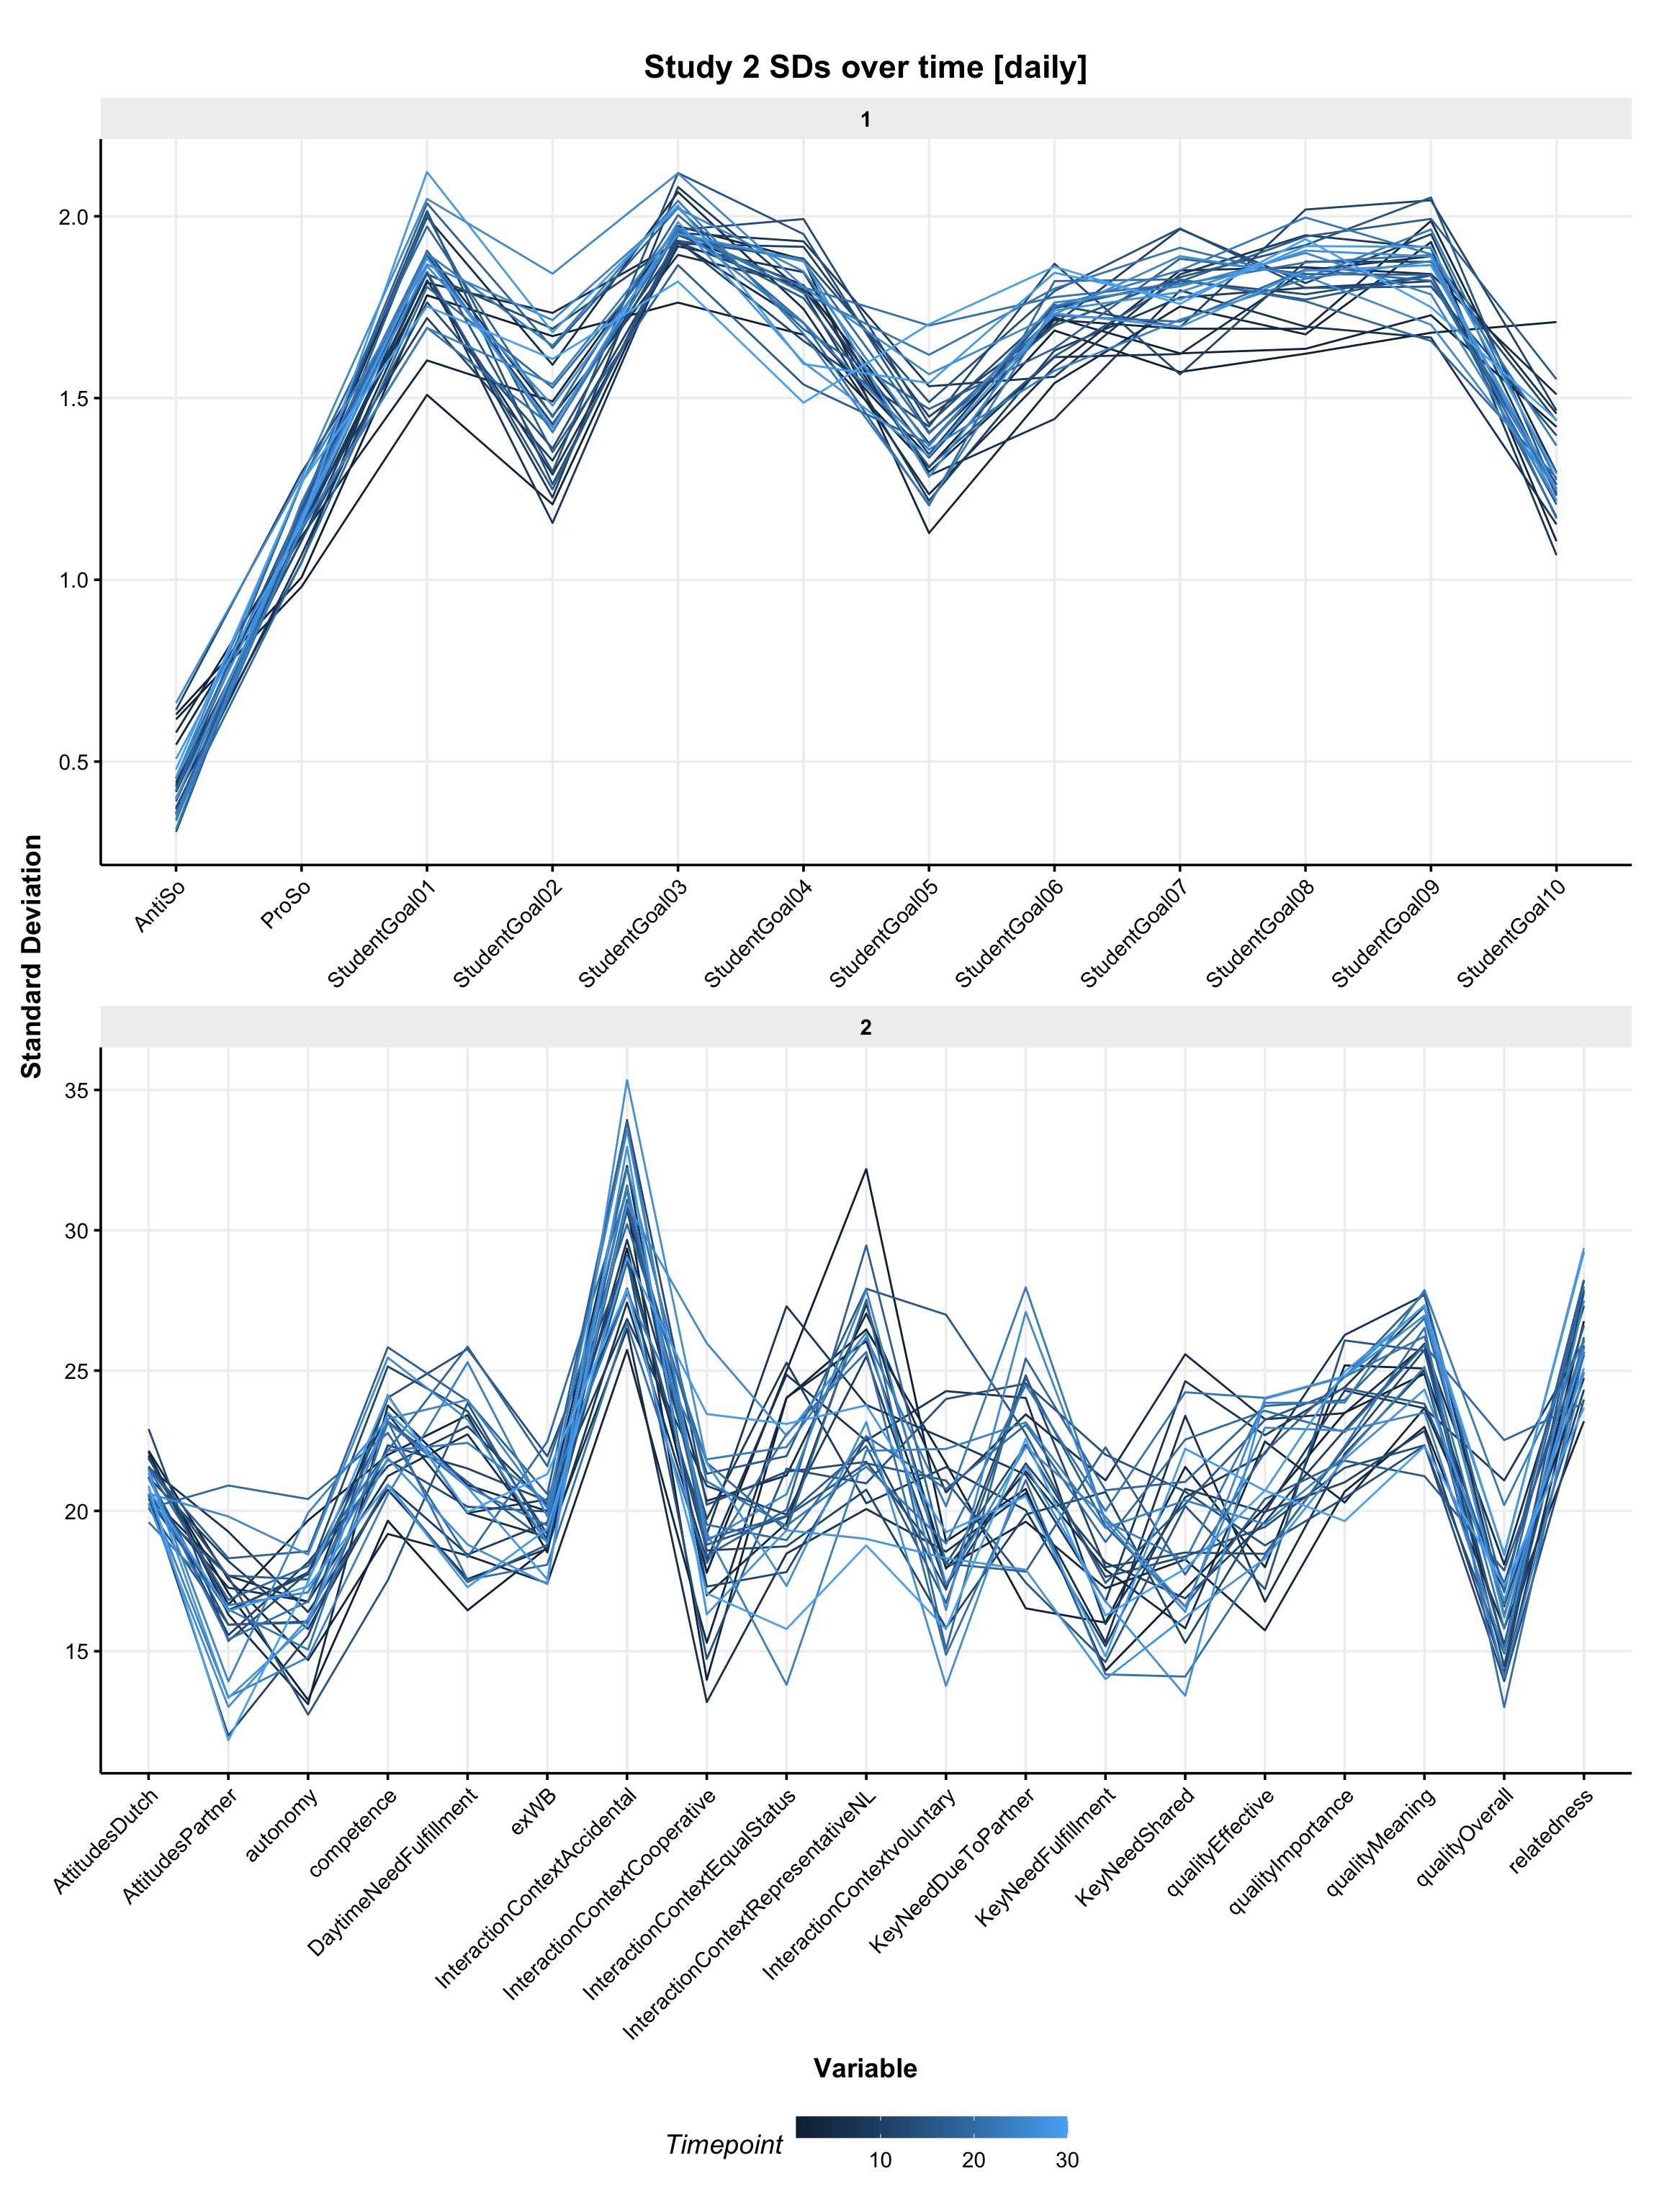 Study 2 SDs over time [daily]
1
2.0
1.5
1.0
0.5
AntiSo
ProSo
StudentGoal01
StudentGoal02
StudentGoal03
StudentGoal04
StudentGoal05
StudentGoal06
StudentGoal07
StudentGoal08
StudentGoal09
StudentGoal10
Standard Deviation
2
35
30
25
20
15
AttitudesDutch
AttitudesPartner
autonomy
competence
DaytimeNeedFulfillment
exWB
InteractionContextAccidental
InteractionContextCooperative
InteractionContextEqualStatus
InteractionContextRepresentativeNL
InteractionContextvoluntary
KeyNeedDueToPartner
KeyNeedFulfillment
KeyNeedShared
qualityEffective
qualityImportance
qualityMeaning
qualityOverall
relatedness
Variable
Timepoint
10
20
30